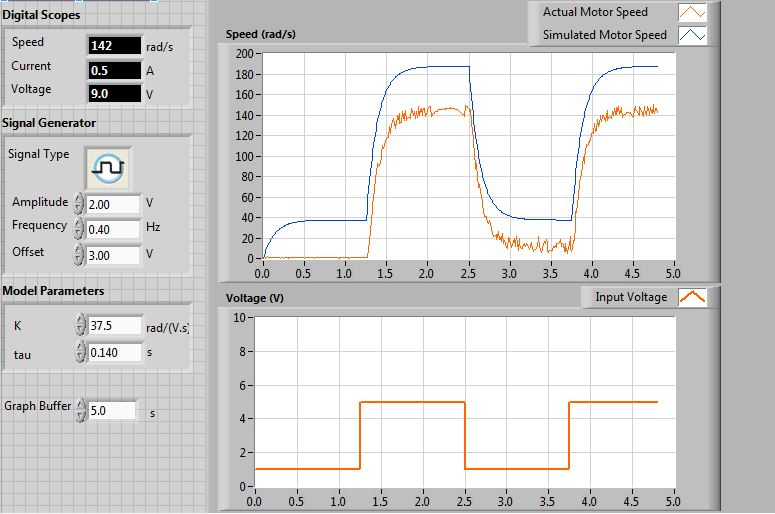 Digital Scopes
Speed 142 rad/s
Current 0.5 A
Voltage 9.0 V
Signal Generator
Signal Type
Amplitude 2.00 V
Frequency 0.40 Hz
Offset 3.00 V
Model Parameters
K 37.5 rad/(V.s)
tau 0.140 s
Graph Buffer 5.0 s
Speed (rad/s)
Actual Motor Speed
Simulated Motor Speed
200
180
160
140
120
100
80
60
40
20
0
0.0 0.5 1.0 1.5 2.0 2.5 3.0 3.5 4.0 4.5 5.0
Voltage (V)
Input Voltage
10
8
6
4
2
0
0.0 0.5 1.0 1.5 2.0 2.5 3.0 3.5 4.0 4.5 5.0